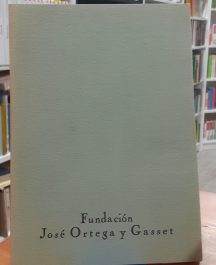 Fundación
José Ortega y Gasset